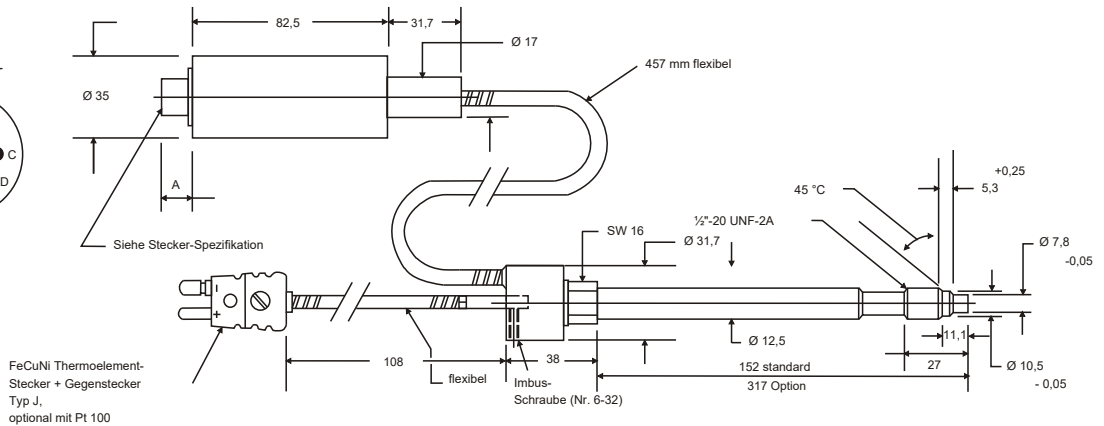 82,5
31,7
Ø 17
457 mm flexibel
Ø 35
C
D
A
+0,25
5,3
45 °C
½"-20 UNF-2A
SW 16
Ø 31,7
Ø 7,8
-0,05
Siehe Stecker-Spezifikation
-
+
11,1
Ø 12,5
108
38
152 standard
27
Ø 10,5
- 0,05
317 Option
flexibel
Imbus-
Schraube (Nr. 6-32)
FeCuNi Thermoelement-
Stecker + Gegenstecker
Typ J,
optional mit Pt 100